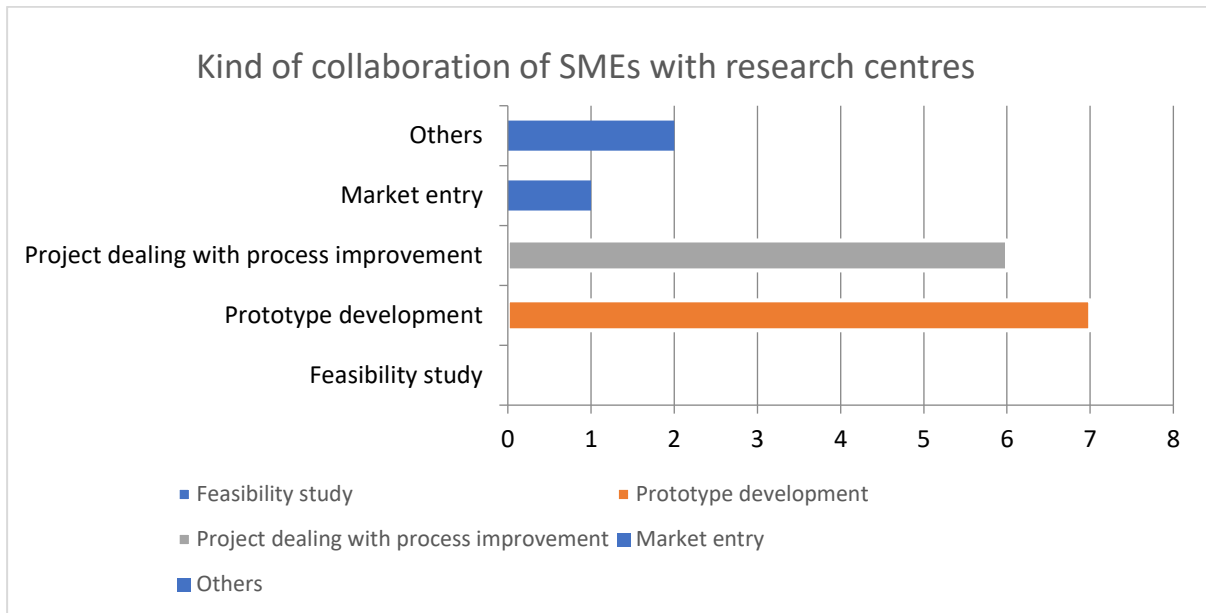 Kind of collaboration of SMEs with research centres
Others
Market entry
Project dealing with process improvement
Prototype development
Feasibility study
0 1 2 3 4 5 6 7 8
Feasibility study Prototype development
Project dealing with process improvement Market entry
Others